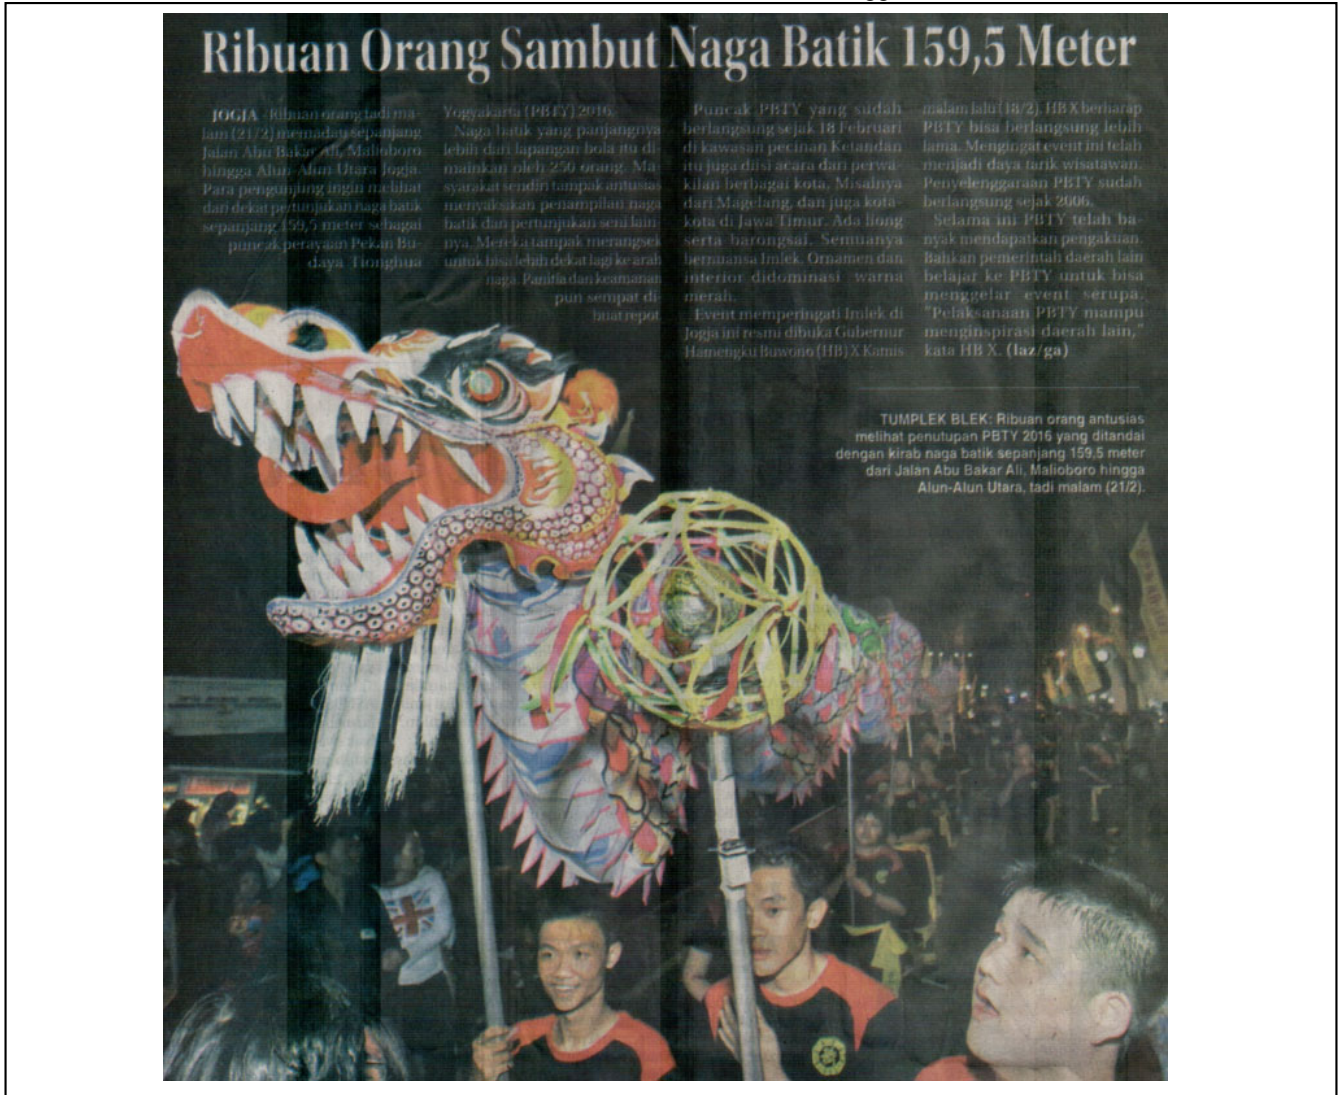 Ribuan Orang Sambut Naga Batik 159,5 Meter
JOGJA - Ribuan orang tadi ma-
lam (21/2) memadati sepanjang
Jalan Abu Bakar Ali, Malioboro
hingga Alun-Alun Utara Jogja.
Para pengunjung ingin melihat
dari dekat pertunjukan naga batik
sepanjang 159,5 meter sebagai
puncak perayaan Pekan Bu-
daya Tionghua
Yogyakarta (PBTY) 2016.
Naga batik yang panjangnya
lebih dari lapangan bola itu di-
mainkan oleh 250 orang. Ma-
syarakat sendiri tampak antusias
menyaksikan penampilan naga
batik dan pertunjukan seni lain-
nya. Mereka tampak merangsek
untuk bisa lebih dekat lagi ke arah
naga. Panitia dan keamanan
pun sempat di-
buat repot.
Puncak PBTY yang sudah
berlangsung sejak 18 Februari
di kawasan pecinan Ketandan
itu juga diisi acara dari perwa-
kilan berbagai kota. Misalnya
dari Magelang, dan juga kota-
kota di Jawa Timur. Ada liong
serta barongsai. Semuanya
bernuansa Imlek. Ornamen dan
interior didominasi warna
merah.
Event memperingati Imlek di
Jogja ini resmi dibuka Gubernur
Hamengku Buwono (HB) X Kamis
malam lalu (18/2). HB X berharap
PBTY bisa berlangsung lebih
lama. Mengingat event ini telah
menjadi daya tarik wisatawan.
Penyelenggaraan PBTY sudah
berlangsung sejak 2006.
Selama ini PBTY telah ba-
nyak mendapatkan pengakuan.
Bahkan pemerintah daerah lain
belajar ke PBTY untuk bisa
menggelar event serupa.
"Pelaksanaan PBTY mampu
menginspirasi daerah lain,"
kata HB X. (laz/ga)
TUMPLEK BLEK: Ribuan orang antusias
melihat penutupan PBTY 2016 yang ditandai
dengan kirab naga batik sepanjang 159,5 meter
dari Jalan Abu Bakar Ali, Malioboro hingga
Alun-Alun Utara, tadi malam (21/2).